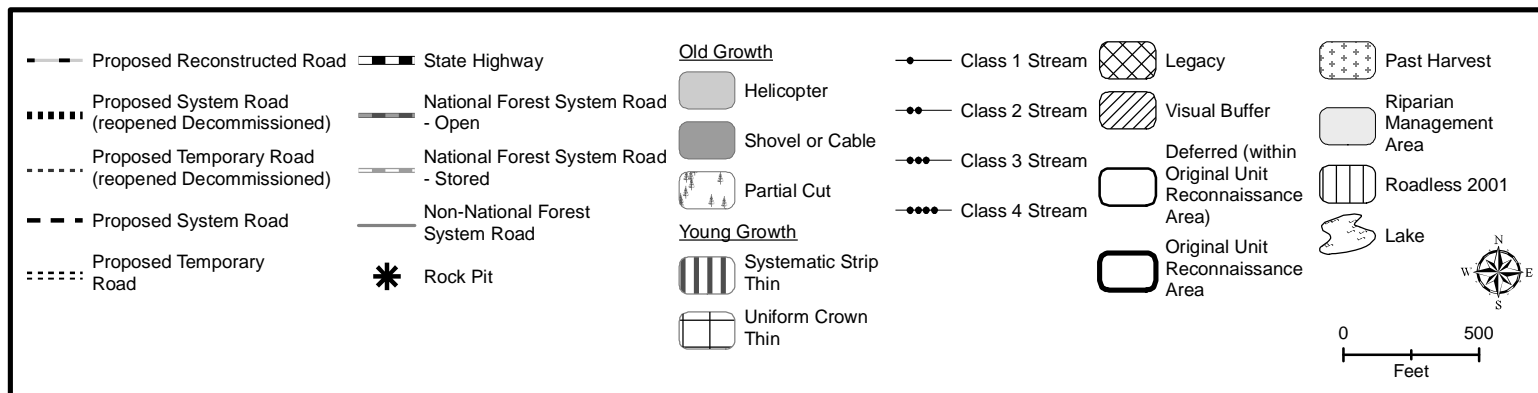 Proposed Reconstructed Road
Proposed System Road
(reopened Decommissioned)
Proposed Temporary Road
(reopened Decommissioned)
Proposed System Road
Proposed Temporary
Road
State Highway
National Forest System Road
- Open
National Forest System Road
- Stored
Non-National Forest
System Road
Rock Pit
Old Growth
Helicopter
Shovel or Cable
Partial Cut
Young Growth
Systematic Strip
Thin
Uniform Crown
Thin
Class 1 Stream
Class 2 Stream
Class 3 Stream
Class 4 Stream
Legacy
Visual Buffer
Deferred (within
Original Unit
Reconnaissance
Area)
Original Unit
Reconnaissance
Area
Past Harvest
Riparian
Management
Area
Roadless 2001
Lake
N
W E
S
0 500
Feet